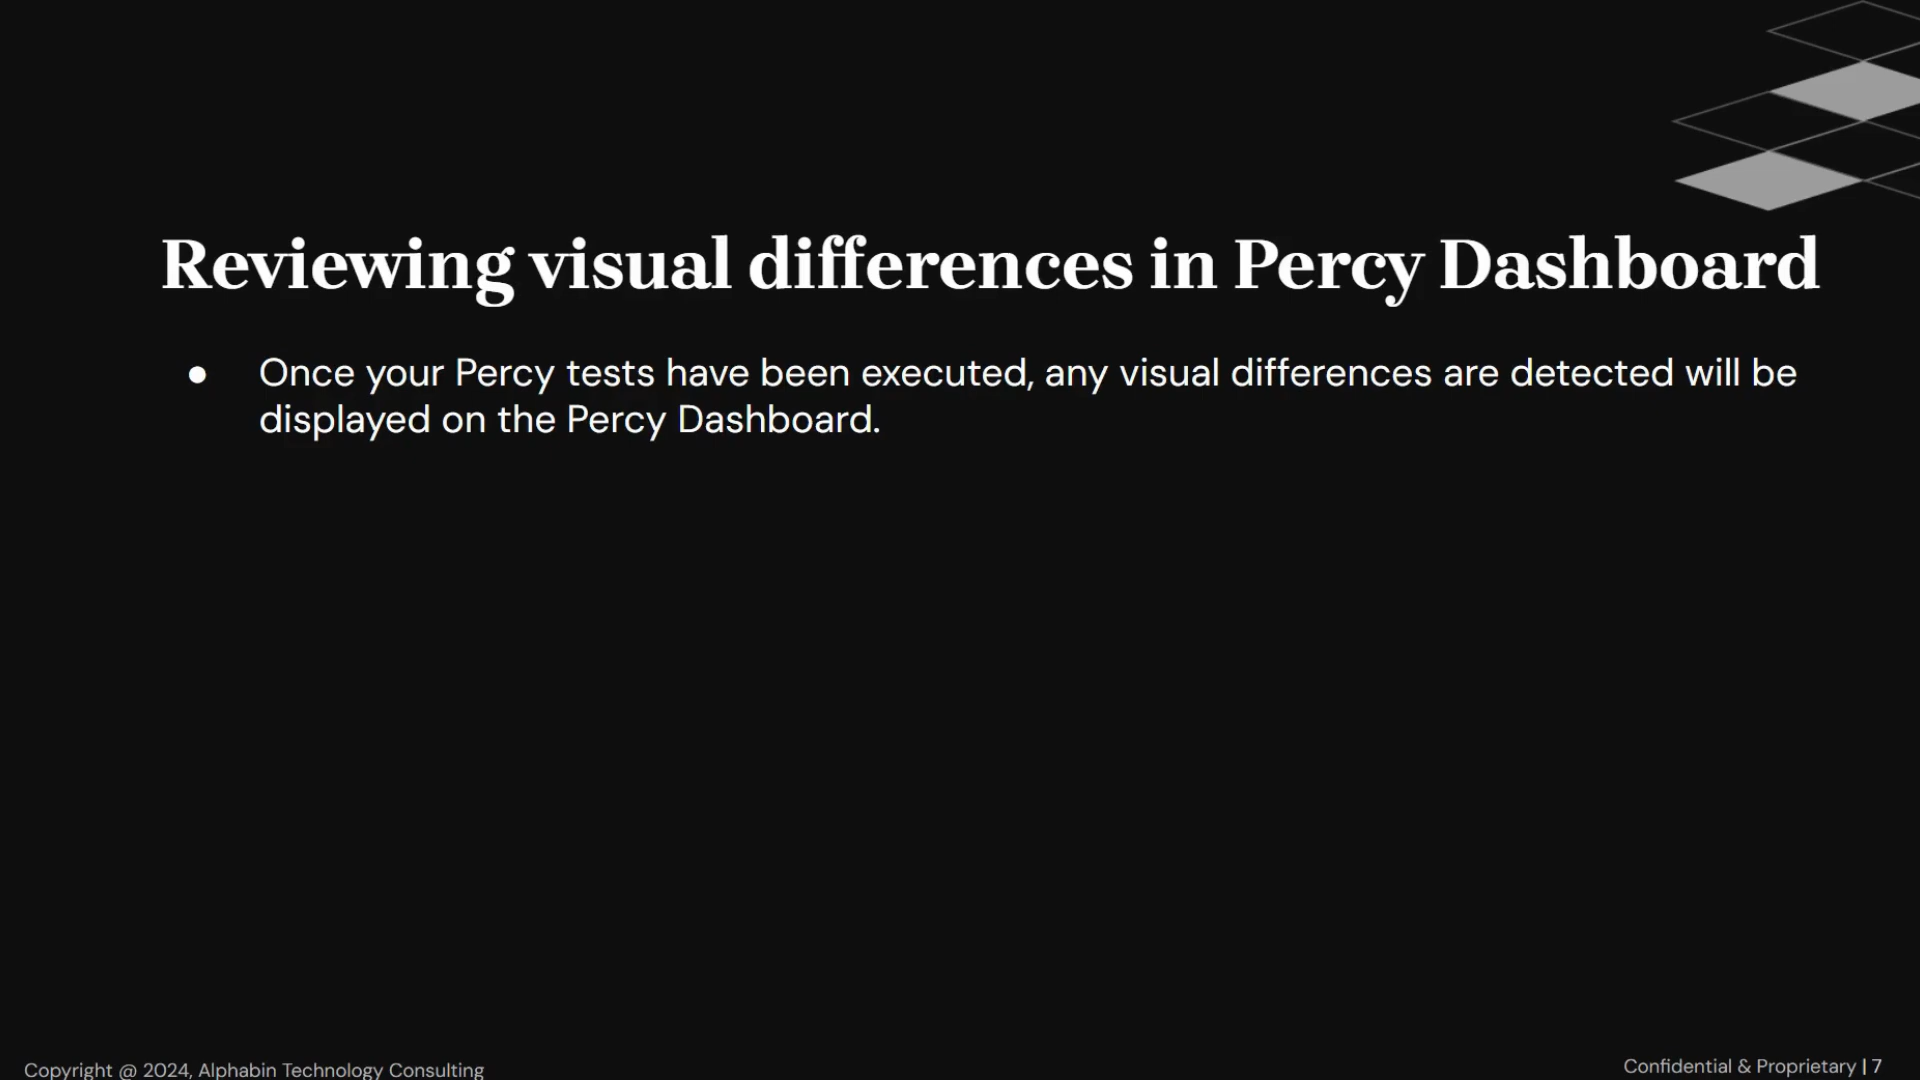 Reviewing visual differences in Percy Dashboard
● Once your Percy tests have been executed, any visual differences are detected will be
displayed on the Percy Dashboard.
Copyright @ 2024, Alphabin Technology Consulting
Confidential & Proprietary | 7